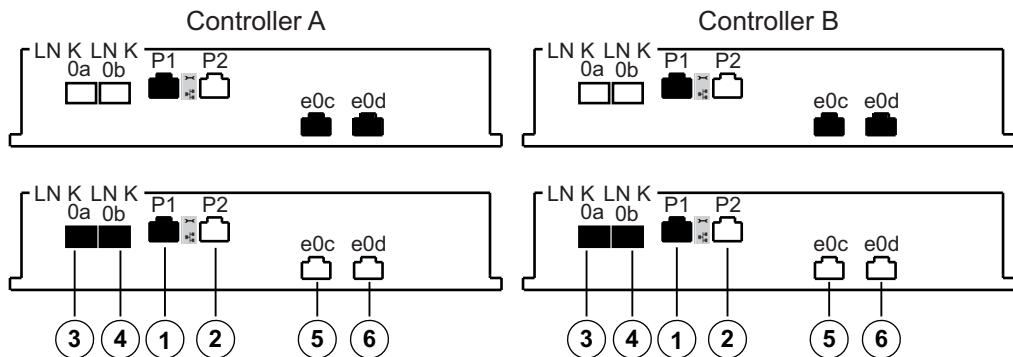 Controller A Controller B
LN K LN K P1 P2 LN K LN K P1 P2
0a 0b 0a 0b
e0c e0d e0c e0d
LN K LN K P1 P2 LN K LN K P1 P2
0a 0b 0a 0b
e0c e0d e0c e0d
3 4 1 2 5 6 3 4 1 2 5 6